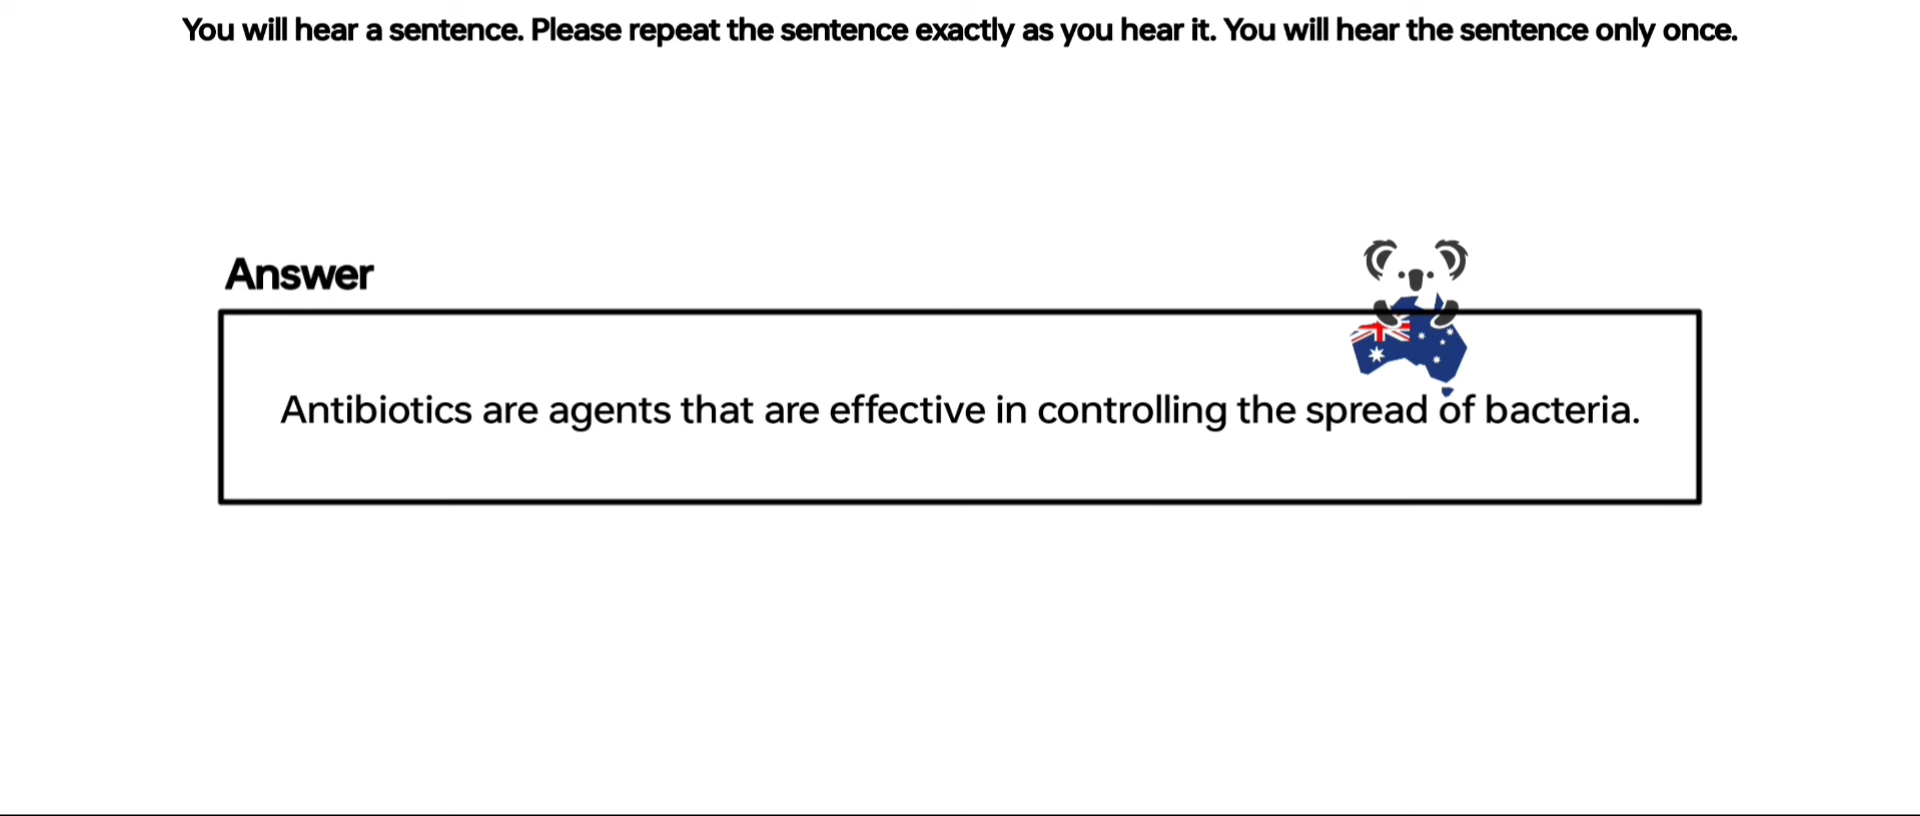 You will hear a sentence. Please repeat the sentence exactly as you hear it. You will hear the sentence only once.
Answer
Antibiotics are agents that are effective in controlling the spread of bacteria.